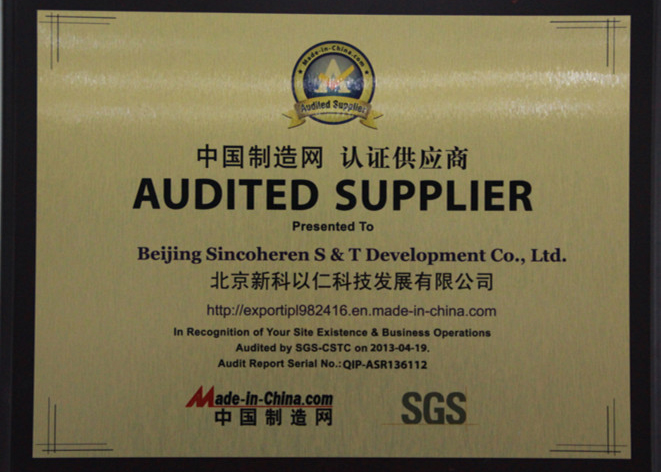 Made-in-China.com
Audited Supplier
中国制造网 认证供应商
AUDITED SUPPLIER
Presented To
Beijing Sincoheren S & T Development Co., Ltd.
北京新科以仁科技发展有限公司
http://exportipl982416.en.made-in-china.com
In Recognition of Your Site Existence & Business Operations
Audited by SGS-CSTC on 2013-04-19.
Audit Report Serial No.: QIP-ASR136112
Made-in-China.com
中国制造网
SGS